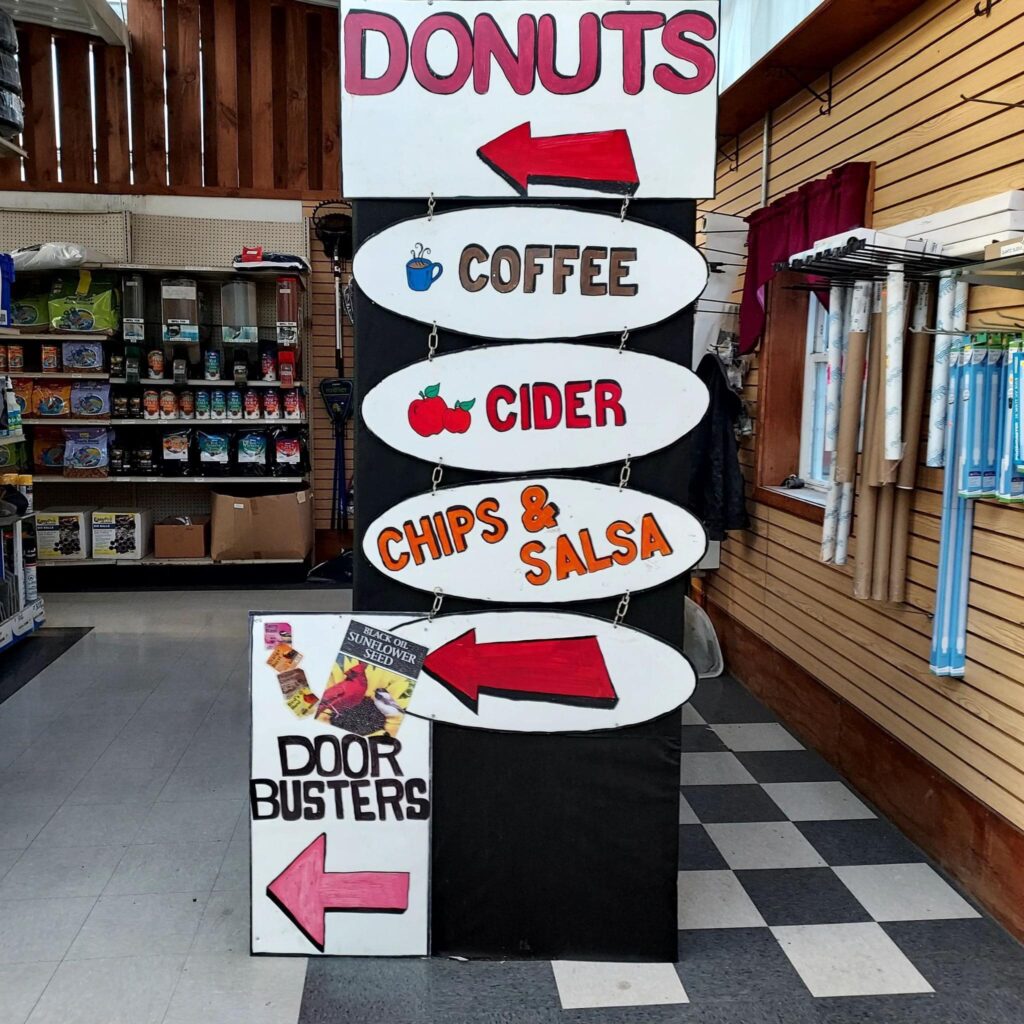 DONUTS
COFFEE
CIDER
CHIPS &
SALSA
BLACK OIL
SUNFLOWER
SEED
DOOR
BUSTERS